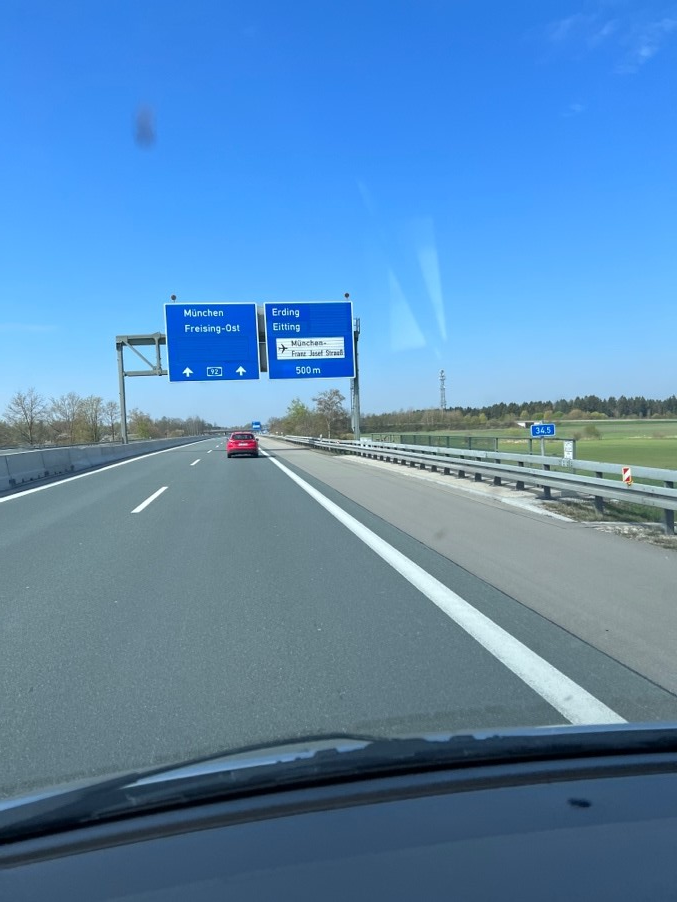 München
Freising-Ost
92
Erding
Eitting
München-
Franz Josef Strauß
500 m
34,5